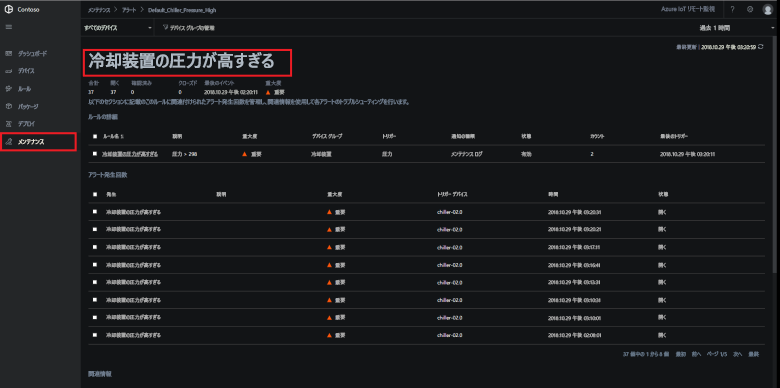 Contoso
メンテナンス > アラート > Default_Chiller_Pressure_High
Azure IoT リモート監視
すべてのデバイス
デバイス グループの管理
過去 1 時間
ダッシュボード
デバイス
ルール
パッケージ
デプロイ
メンテナンス
最終更新 | 2018.10.29 午後 03:20:59
冷却装置の圧力が高すぎる
合計 開く 確認済み クローズド 最後のイベント 重大度
37 37 0 0 2018.10.29 午後 02:20:11 重要
以下のセクションに記載のこのルールに関連付けられたアラート発生回数を管理し、関連情報を使用して各アラートのトラブルシューティングを行います。
ルールの詳細
ルール名 説明 重大度 デバイス グループ トリガー 通知の種類 状態 カウント 最後のトリガー
冷却装置の圧力が高すぎる 圧力 > 298 重要 冷却装置 圧力 メンテナンス ログ 有効 2 2018.10.29 午後 03:20:11
アラート発生回数
発生 説明 重大度 トリガー デバイス 時間 状態
冷却装置の圧力が高すぎる 重要 chiller-02.0 2018.10.29 午後 03:20:31 開く
冷却装置の圧力が高すぎる 重要 chiller-02.0 2018.10.29 午後 03:20:21 開く
冷却装置の圧力が高すぎる 重要 chiller-02.0 2018.10.29 午後 03:17:11 開く
冷却装置の圧力が高すぎる 重要 chiller-02.0 2018.10.29 午後 03:16:41 開く
冷却装置の圧力が高すぎる 重要 chiller-02.0 2018.10.29 午後 03:13:31 開く
冷却装置の圧力が高すぎる 重要 chiller-02.0 2018.10.29 午後 03:10:31 開く
冷却装置の圧力が高すぎる 重要 chiller-02.0 2018.10.29 午後 03:10:01 開く
冷却装置の圧力が高すぎる 重要 chiller-02.0 2018.10.29 午後 02:08:01 開く
37 個中の 1 から 8 個 最初 前へ ページ 1/5 次へ 最終
関連情報